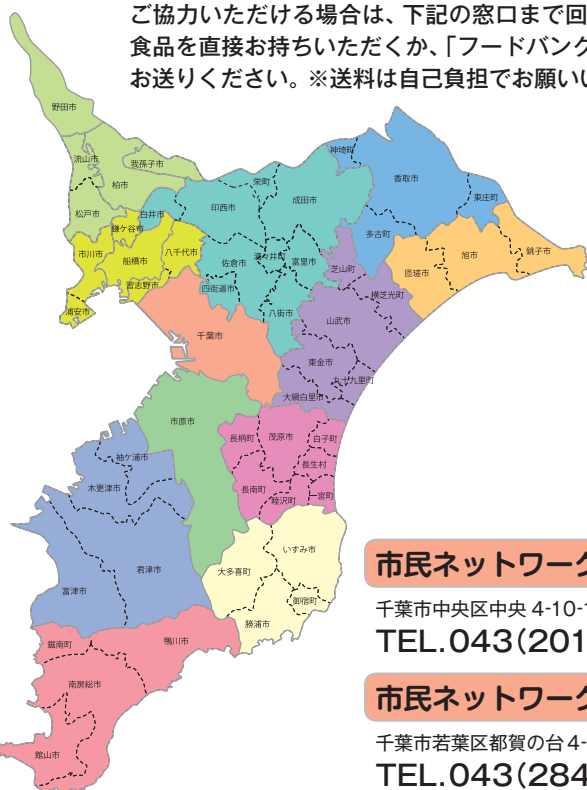 ご協力いただける場合は、下記の窓口まで回
食品を直接お持ちいただくか、「フードバンク
お送りください。※送料は自己負担でお願いい
野田市
流山市
我孫子市
柏市
松戸市
鎌ケ谷市
白井市
市川市
船橋市
八千代市
習志野市
浦安市
印西市
栄町
成田市
佐倉市
酒々井町
富里市
四街道市
八街市
神崎町
香取市
東庄町
多古町
匝瑳市
旭市
銚子市
芝山町
横芝光町
山武市
東金市
九十九里町
大網白里市
千葉市
市原市
長柄町
茂原市
白子町
長生村
長南町
睦沢町
一宮町
袖ケ浦市
木更津市
君津市
富津市
大多喜町
いすみ市
御宿町
勝浦市
鋸南町
鴨川市
南房総市
館山市
市民ネットワーク
千葉市中央区中央 4-10-
TEL.043(201
市民ネットワーク
千葉市若葉区都賀の台 4-
TEL.043(284